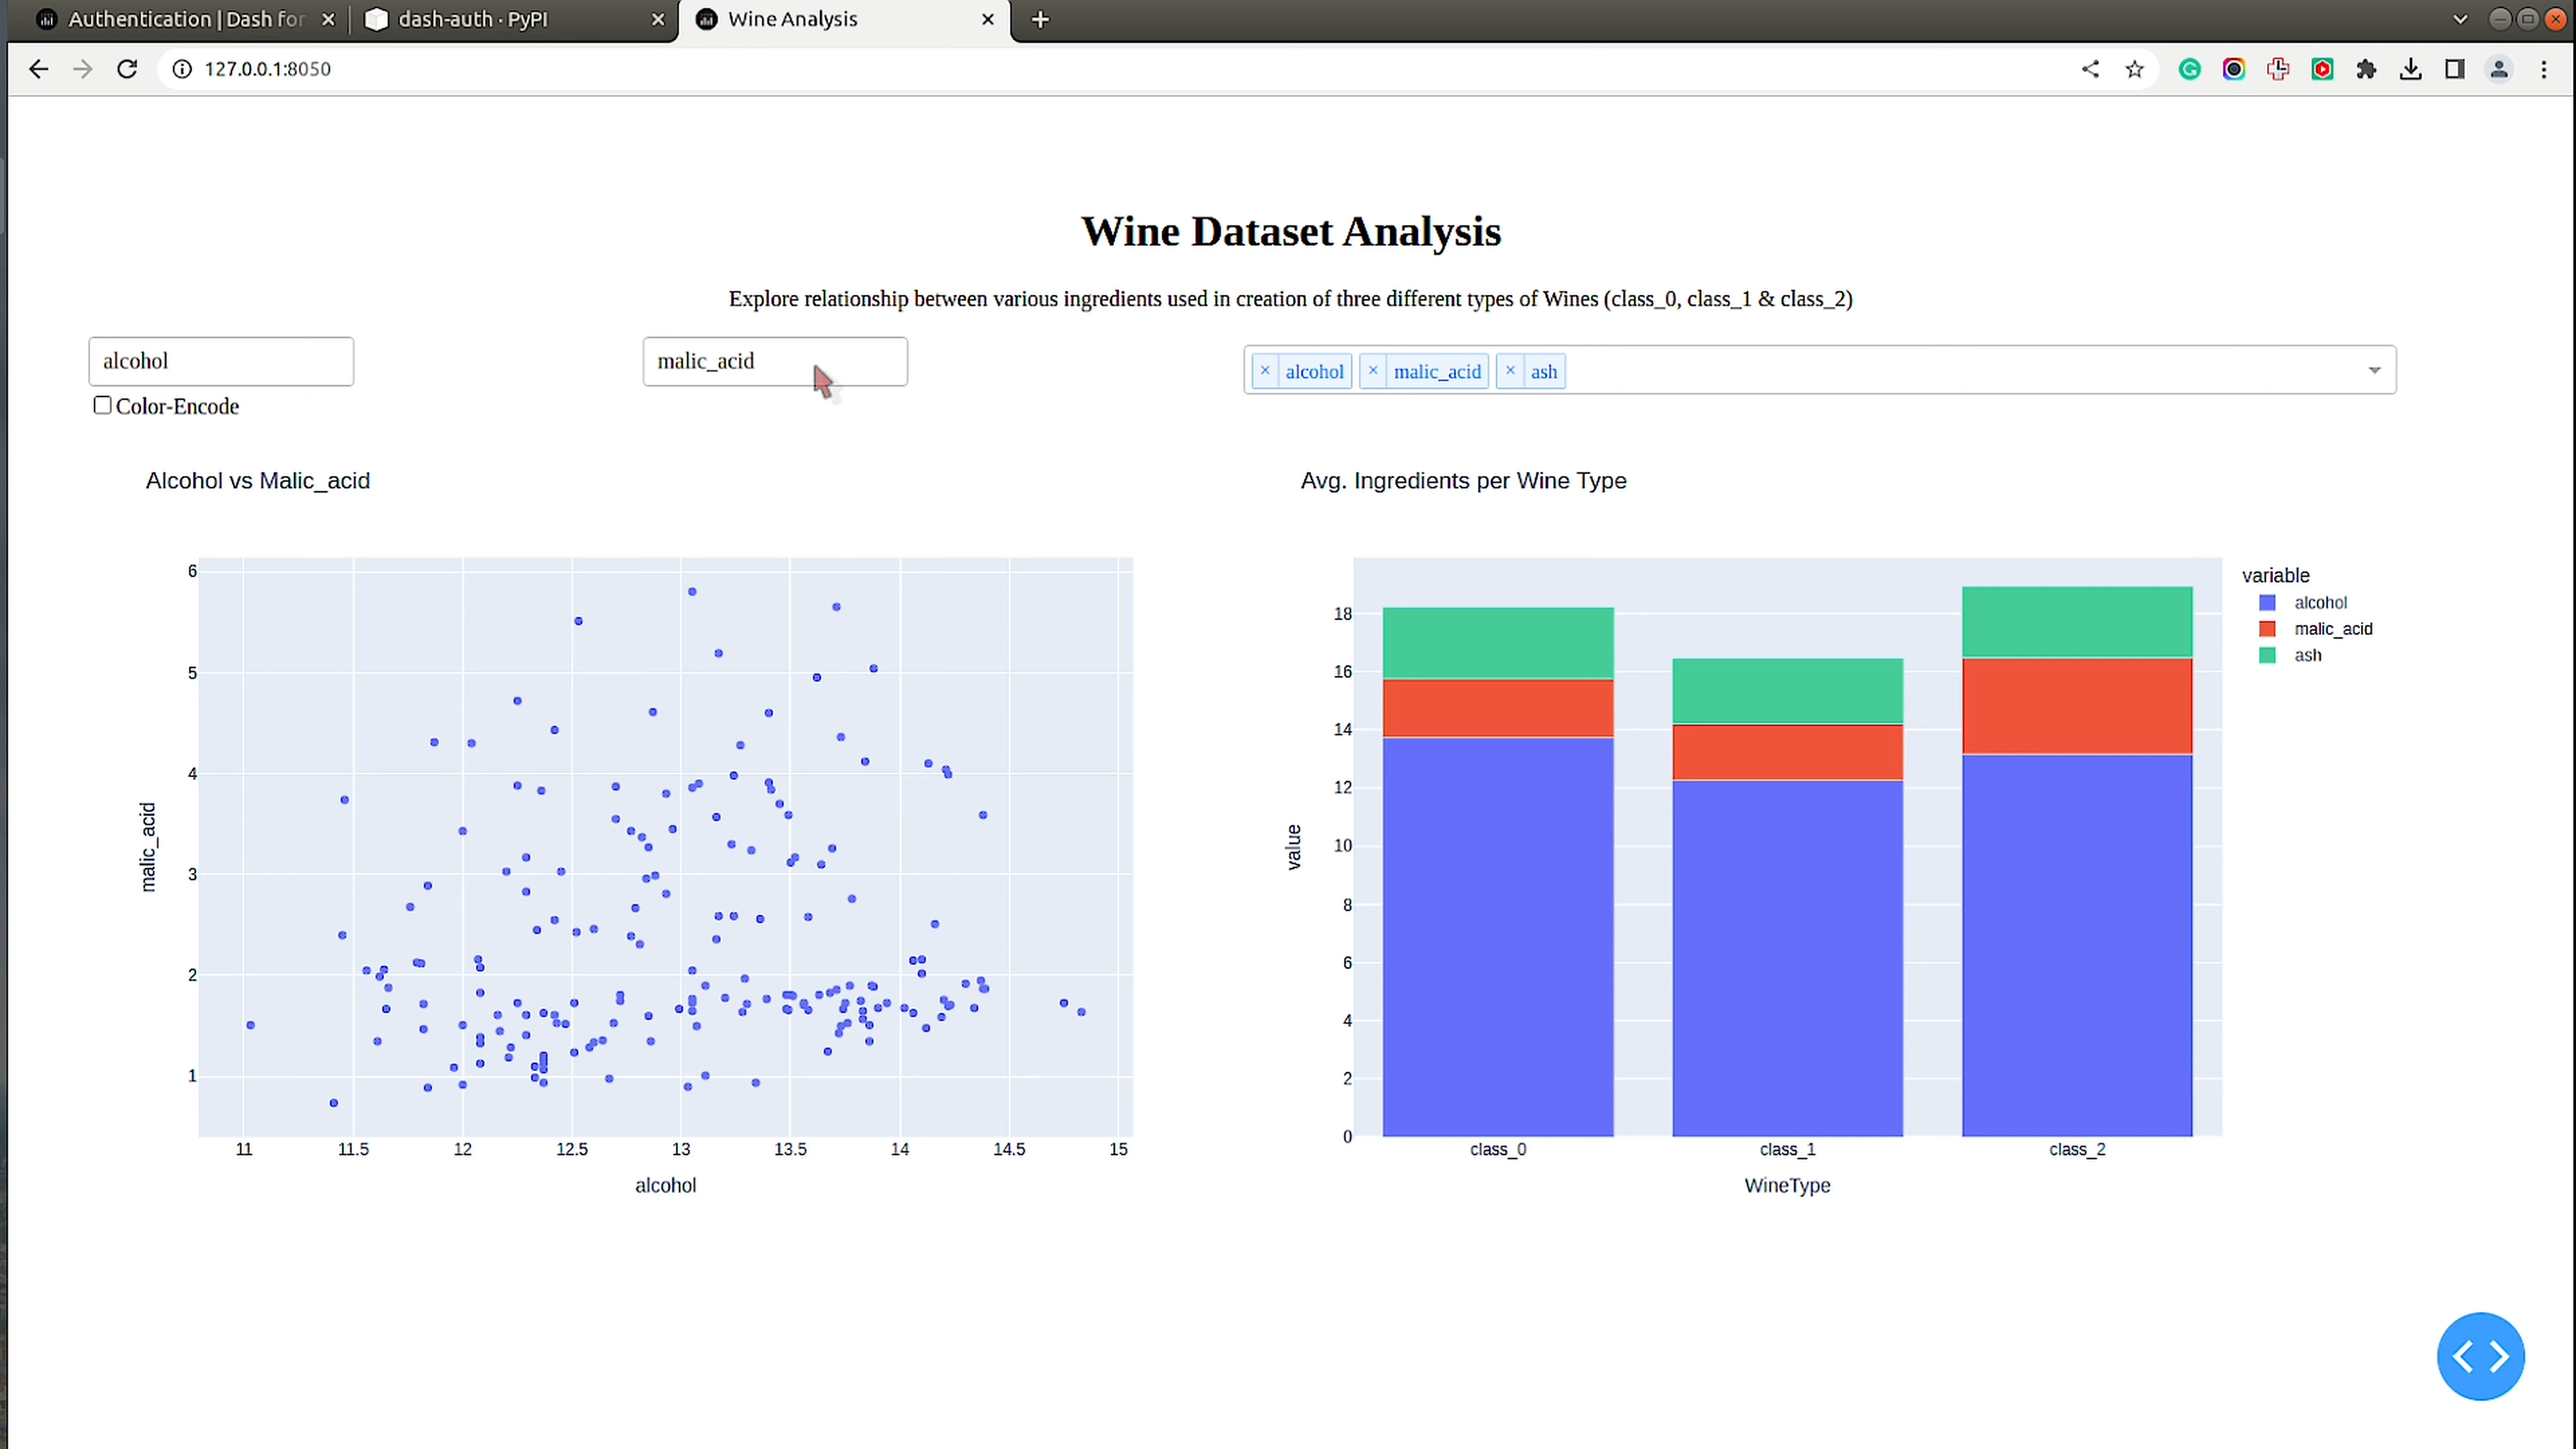 Authentication | Dash for
dash-auth · PyPI
Wine Analysis
127.0.0.1:8050
Wine Dataset Analysis
Explore relationship between various ingredients used in creation of three different types of Wines (class_0, class_1 & class_2)
alcohol
malic_acid
× alcohol × malic_acid × ash
Color-Encode
Alcohol vs Malic_acid
6
5
4
3
2
1
malic_acid
11 11.5 12 12.5 13 13.5 14 14.5 15
alcohol
Avg. Ingredients per Wine Type
18
16
14
12
10
8
6
4
2
0
value
class_0 class_1 class_2
WineType
variable
alcohol
malic_acid
ash